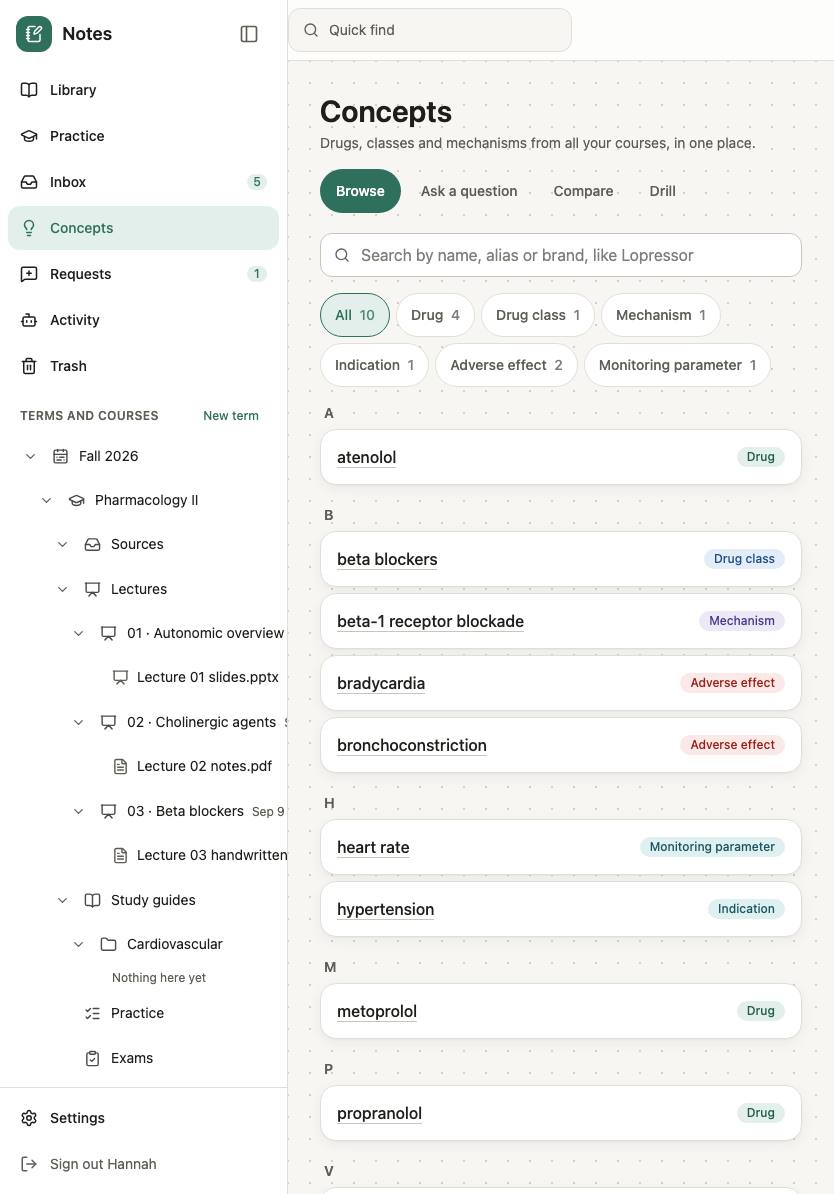 Notes
Library
Practice
Inbox 5
Concepts
Requests 1
Activity
Trash
TERMS AND COURSES New term
Fall 2026
Pharmacology II
Sources
Lectures
01 · Autonomic overview
Lecture 01 slides.pptx
02 · Cholinergic agents
Lecture 02 notes.pdf
03 · Beta blockers Sep 9
Lecture 03 handwritten
Study guides
Cardiovascular
Nothing here yet
Practice
Exams
Settings
Sign out Hannah
Quick find
Concepts
Drugs, classes and mechanisms from all your courses, in one place.
Browse Ask a question Compare Drill
Search by name, alias or brand, like Lopressor
All 10 Drug 4 Drug class 1 Mechanism 1
Indication 1 Adverse effect 2 Monitoring parameter 1
A
atenolol Drug
B
beta blockers Drug class
beta-1 receptor blockade Mechanism
bradycardia Adverse effect
bronchoconstriction Adverse effect
H
heart rate Monitoring parameter
hypertension Indication
M
metoprolol Drug
P
propranolol Drug
V